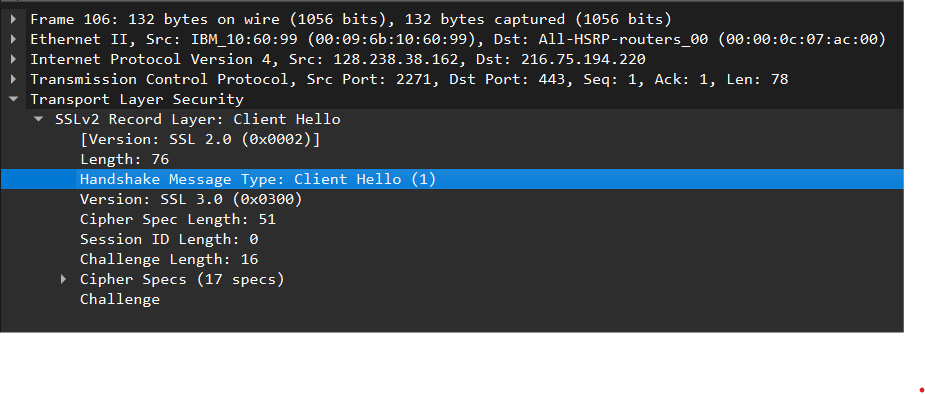 Frame 106: 132 bytes on wire (1056 bits), 132 bytes captured (1056 bits)
Ethernet II, Src: IBM_10:60:99 (00:09:6b:10:60:99), Dst: All-HSRP-routers_00 (00:00:0c:07:ac:00)
Internet Protocol Version 4, Src: 128.238.38.162, Dst: 216.75.194.220
Transmission Control Protocol, Src Port: 2271, Dst Port: 443, Seq: 1, Ack: 1, Len: 78
Transport Layer Security
SSLv2 Record Layer: Client Hello
[Version: SSL 2.0 (0x0002)]
Length: 76
Handshake Message Type: Client Hello (1)
Version: SSL 3.0 (0x0300)
Cipher Spec Length: 51
Session ID Length: 0
Challenge Length: 16
Cipher Specs (17 specs)
Challenge